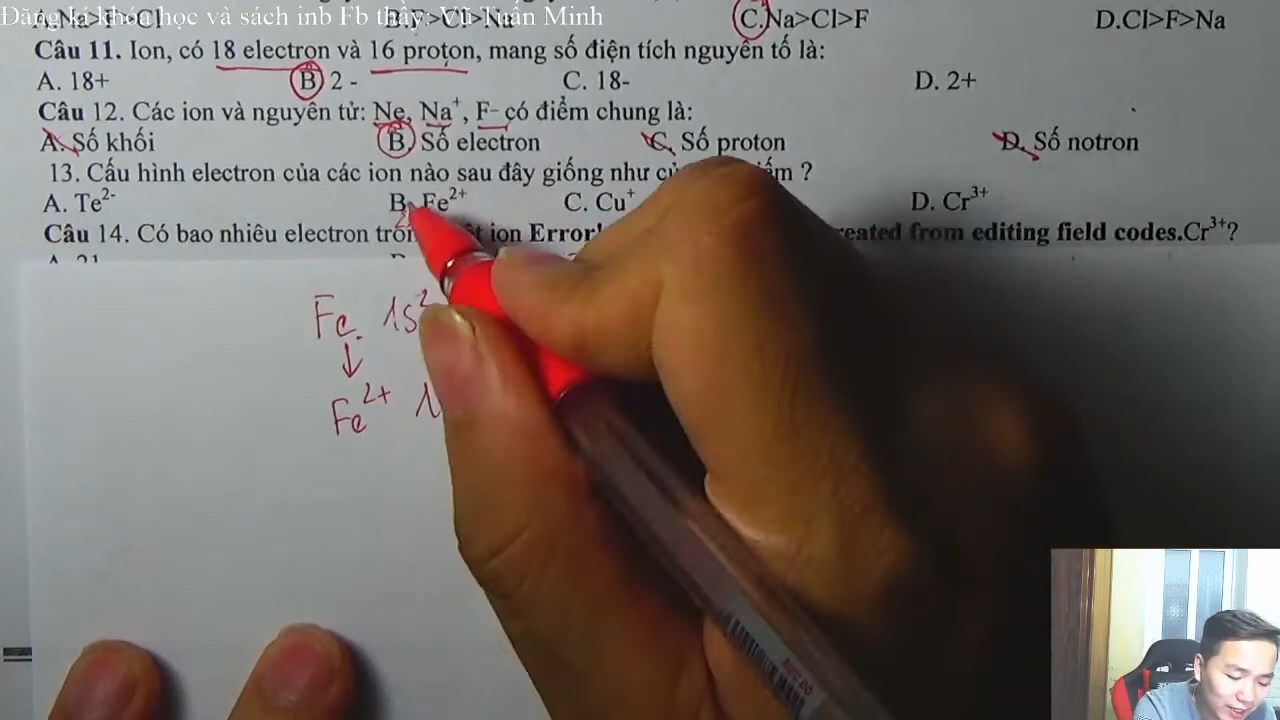 Đăng kí khóa học và sách inb Fb thầy: Vũ Tuấn Minh
C.Na>Cl>F D.Cl>F>Na
Câu 11. Ion, có 18 electron và 16 proton, mang số điện tích nguyên tố là:
A. 18+ B 2 - C. 18- D. 2+
Câu 12. Các ion và nguyên tử: Ne, Na⁺, F- có điểm chung là:
A. Số khối B. Số electron C. Số proton D. Số notron
13. Cấu hình electron của các ion nào sau đây giống như ?
A. Te²⁻ B. Fe²⁺ C. Cu⁺ D. Cr³⁺
Câu 14. Có bao nhiêu electron ion Error! created from editing field codes.Cr³⁺?
Fe 1s²
↓
Fe²⁺ 1